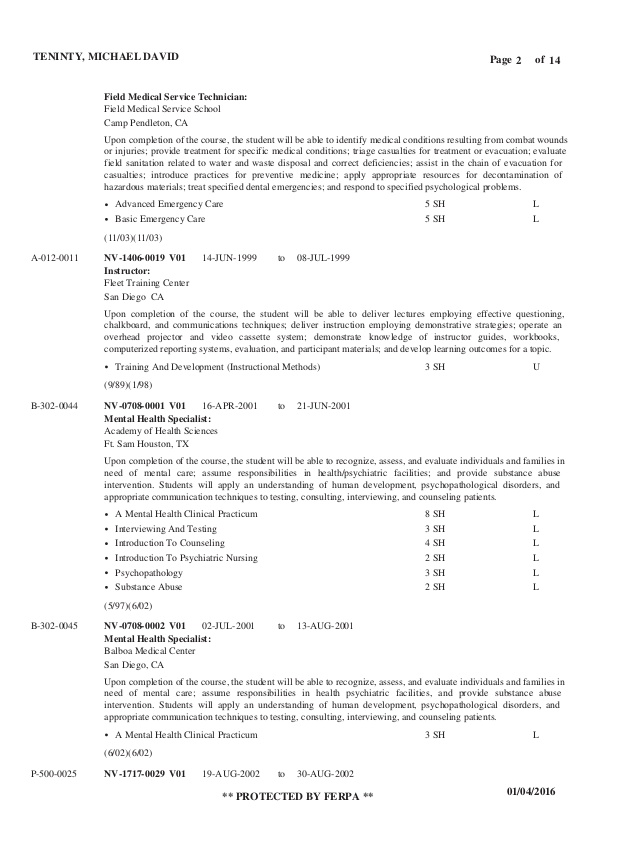 TENINTY, MICHAEL DAVID
Page 2 of 14
Field Medical Service Technician:
Field Medical Service School
Camp Pendleton, CA
Upon completion of the course, the student will be able to identify medical conditions resulting from combat wounds
or injuries; provide treatment for specific medical conditions; triage casualties for treatment or evacuation; evaluate
field sanitation related to water and waste disposal and correct deficiencies; assist in the chain of evacuation for
casualties; introduce practices for preventive medicine; apply appropriate resources for decontamination of
hazardous materials; treat specified dental emergencies; and respond to specified psychological problems.
• Advanced Emergency Care 5 SH L
• Basic Emergency Care 5 SH L
(11/03)(11/03)
A-012-0011 NV-1406-0019 V01 14-JUN-1999 to 08-JUL-1999
Instructor:
Fleet Training Center
San Diego CA
Upon completion of the course, the student will be able to deliver lectures employing effective questioning,
chalkboard, and communications techniques; deliver instruction employing demonstrative strategies; operate an
overhead projector and video cassette system; demonstrate knowledge of instructor guides, workbooks,
computerized reporting systems, evaluation, and participant materials; and develop learning outcomes for a topic.
• Training And Development (Instructional Methods) 3 SH U
(9/89)(1/98)
B-302-0044 NV-0708-0001 V01 16-APR-2001 to 21-JUN-2001
Mental Health Specialist:
Academy of Health Sciences
Ft. Sam Houston, TX
Upon completion of the course, the student will be able to recognize, assess, and evaluate individuals and families in
need of mental care; assume responsibilities in health/psychiatric facilities; and provide substance abuse
intervention. Students will apply an understanding of human development, psychopathological disorders, and
appropriate communication techniques to testing, consulting, interviewing, and counseling patients.
• A Mental Health Clinical Practicum 8 SH L
• Interviewing And Testing 3 SH L
• Introduction To Counseling 4 SH L
• Introduction To Psychiatric Nursing 2 SH L
• Psychopathology 3 SH L
• Substance Abuse 2 SH L
(5/97)(6/02)
B-302-0045 NV-0708-0002 V01 02-JUL-2001 to 13-AUG-2001
Mental Health Specialist:
Balboa Medical Center
San Diego, CA
Upon completion of the course, the student will be able to recognize, assess, and evaluate individuals and families in
need of mental care; assume responsibilities in health psychiatric facilities, and provide substance abuse
intervention. Students will apply an understanding of human development, psychopathological disorders, and
appropriate communication techniques to testing, consulting, interviewing, and counseling patients.
• A Mental Health Clinical Practicum 3 SH L
(6/02)(6/02)
P-500-0025 NV-1717-0029 V01 19-AUG-2002 to 30-AUG-2002
** PROTECTED BY FERPA **
01/04/2016